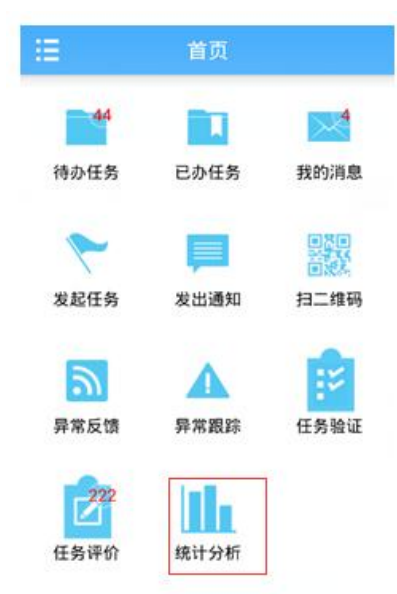 首页
44
4
待办任务 已办任务 我的消息
发起任务 发出通知 扫二维码
异常反馈 异常跟踪 任务验证
222
任务评价 统计分析